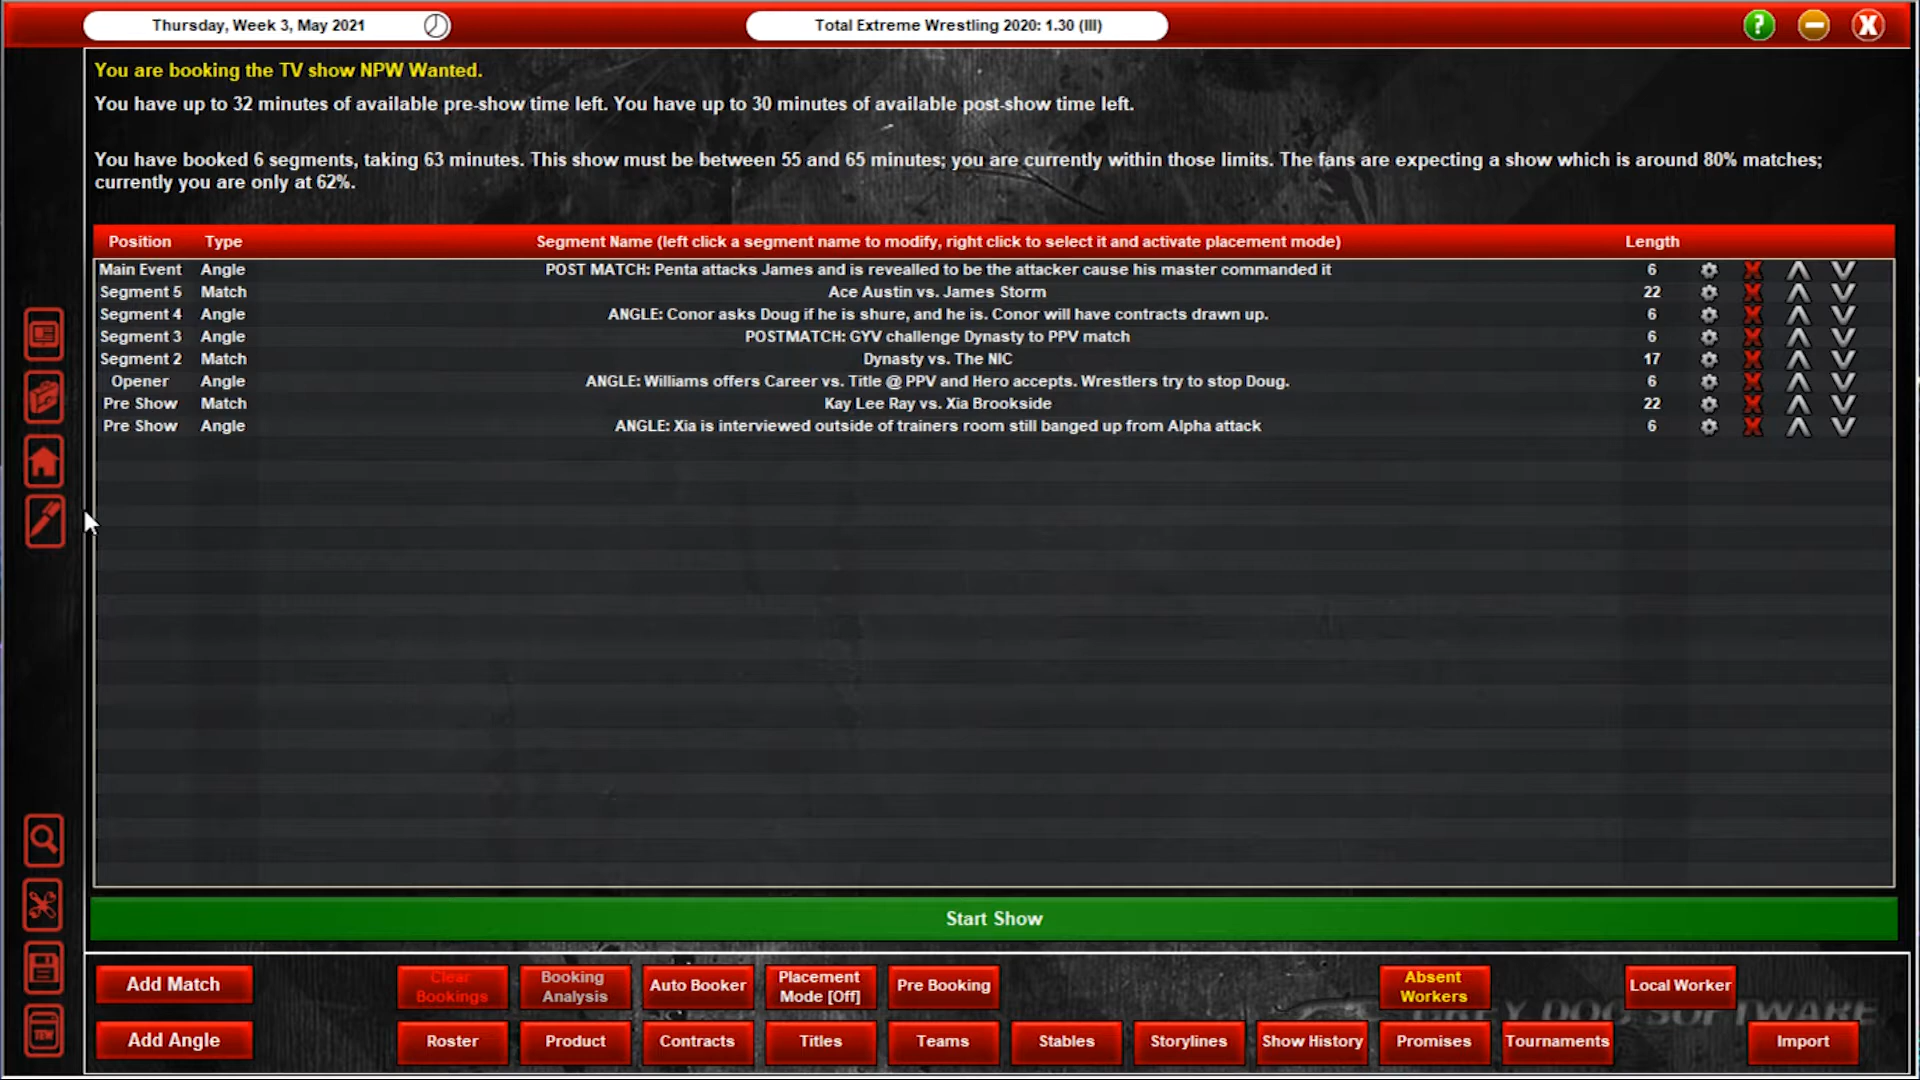 Thursday, Week 3, May 2021
Total Extreme Wrestling 2020: 1.30 (III)
?
X
You are booking the TV show NPW Wanted.
You have up to 32 minutes of available pre-show time left. You have up to 30 minutes of available post-show time left.
You have booked 6 segments, taking 63 minutes. This show must be between 55 and 65 minutes; you are currently within those limits. The fans are expecting a show which is around 80% matches;
currently you are only at 62%.
Position Type Segment Name (left click a segment name to modify, right click to select it and activate placement mode) Length
Main Event Angle POST MATCH: Penta attacks James and is revealled to be the attacker cause his master commanded it 6
Segment 5 Match Ace Austin vs. James Storm 22
Segment 4 Angle ANGLE: Conor asks Doug if he is shure, and he is. Conor will have contracts drawn up. 6
Segment 3 Angle POSTMATCH: GYV challenge Dynasty to PPV match 6
Segment 2 Match Dynasty vs. The NIC 17
Opener Angle ANGLE: Williams offers Career vs. Title @ PPV and Hero accepts. Wrestlers try to stop Doug. 6
Pre Show Match Kay Lee Ray vs. Xia Brookside 22
Pre Show Angle ANGLE: Xia is interviewed outside of trainers room still banged up from Alpha attack 6
Start Show
Add Match
Clear Bookings
Booking Analysis
Auto Booker
Placement Mode [Off]
Pre Booking
Absent Workers
Local Worker
GREY DOG SOFTWARE
Add Angle
Roster
Product
Contracts
Titles
Teams
Stables
Storylines
Show History
Promises
Tournaments
Import
TEW